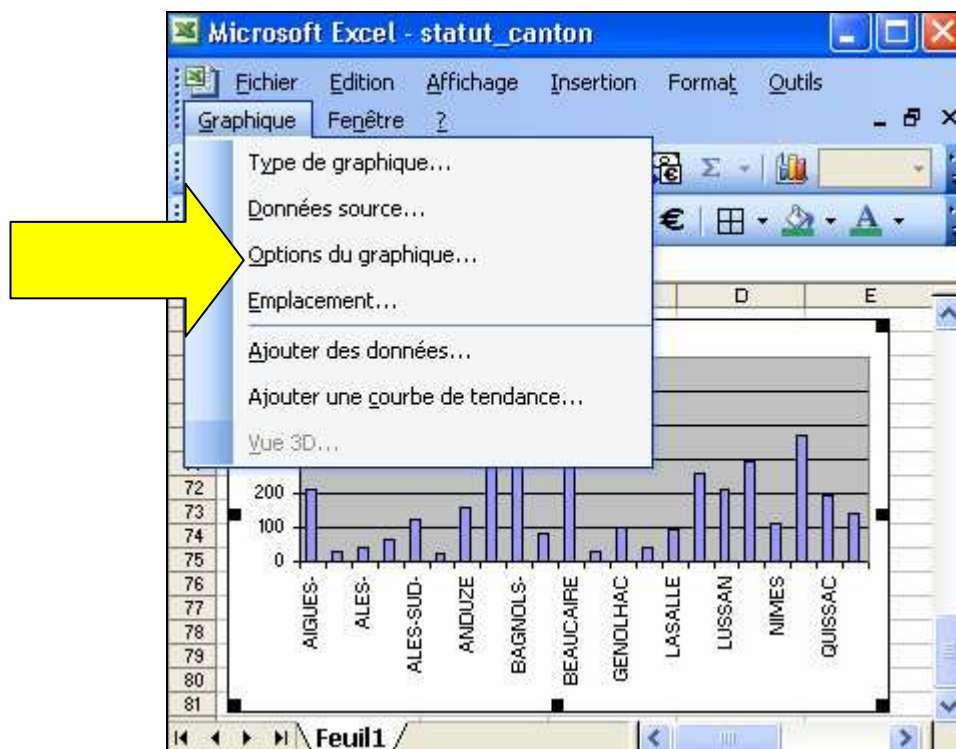 Microsoft Excel - statut_canton
Fichier Edition Affichage Insertion Format Outils
Graphique Fenêtre ?
Type de graphique...
Données source...
Options du graphique...
Emplacement...
Ajouter des données...
Ajouter une courbe de tendance...
Vue 3D...
Σ
€ A
D E
72
73
74
75
76
77
78
79
80
81
200
100
0
AIGUES-
ALES-
ALES-SUD-
ANDUZE
BAGNOLS-
BEAUCAIRE
GENOLHAC
LASALLE
LUSSAN
NIMES
QUISSAC
Feuil1